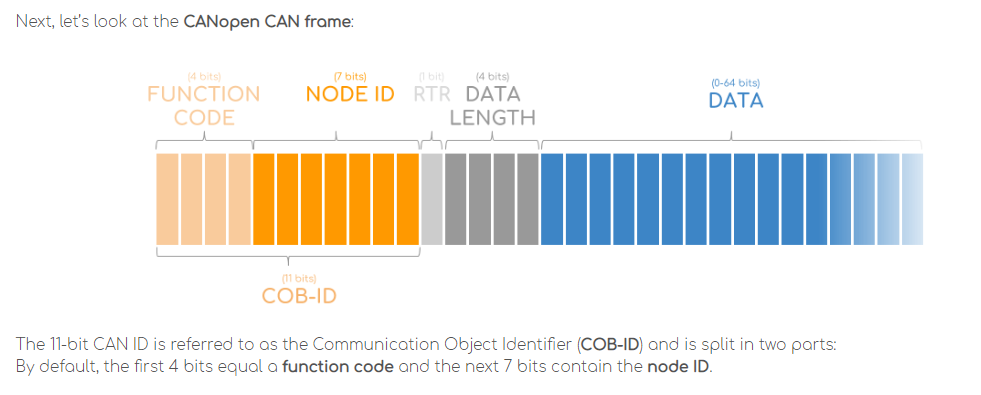 Next, let's look at the CANopen CAN frame:
(4 bits) (7 bits) (1 bit) (4 bits) (0-64 bits)
FUNCTION NODE ID RTR DATA DATA
CODE LENGTH
(11 bits)
COB-ID
The 11-bit CAN ID is referred to as the Communication Object Identifier (COB-ID) and is split in two parts:
By default, the first 4 bits equal a function code and the next 7 bits contain the node ID.